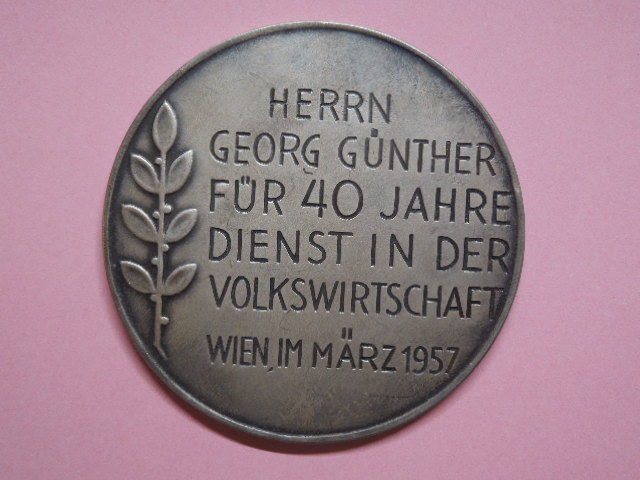 HERRN
GEORG GÜNTHER
FÜR 40 JAHRE
DIENST IN DER
VOLKSWIRTSCHAFT
WIEN, IM MÄRZ 1957